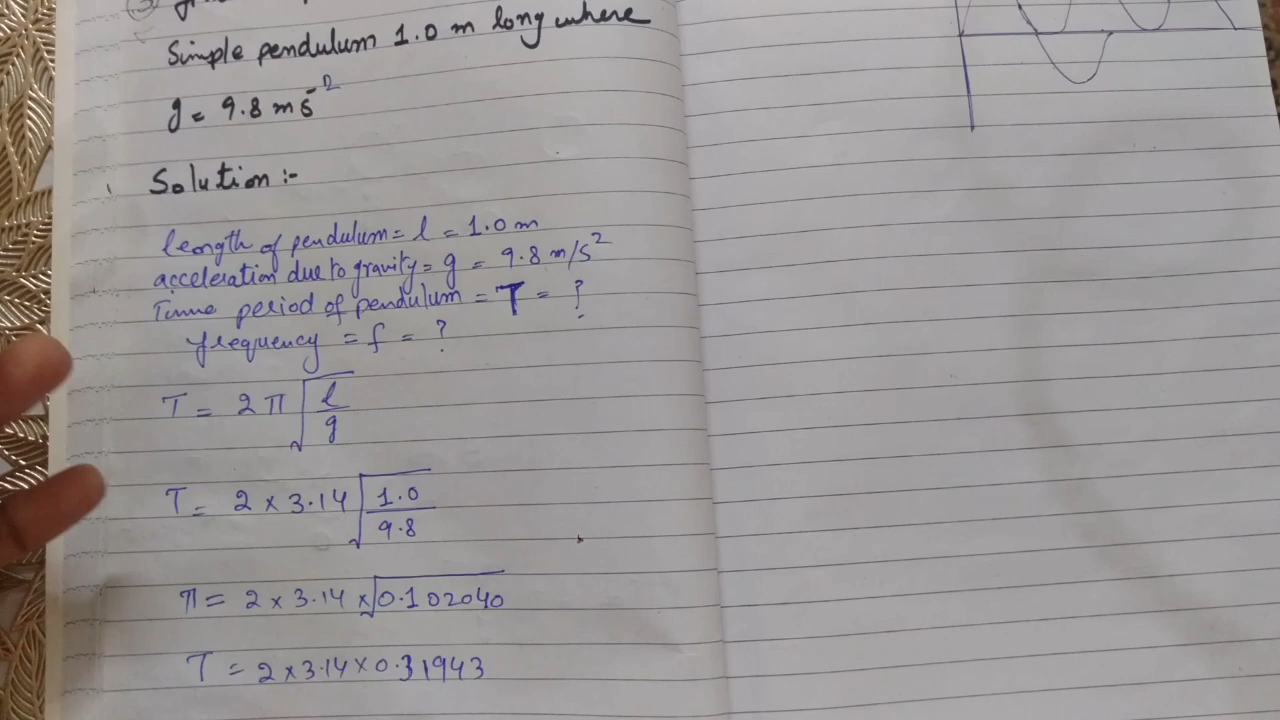 Simple pendulum 1.0 m long where
g = 9.8 ms⁻²
Solution :-
length of pendulum = l = 1.0 m
acceleration due to gravity = g = 9.8 m/s²
Time period of pendulum = T = ?
frequency = f = ?
T = 2π√(l/g)
T = 2 × 3.14 √(1.0/9.8)
π = 2 × 3.14 × √0.102040
T = 2 × 3.14 × 0.31943